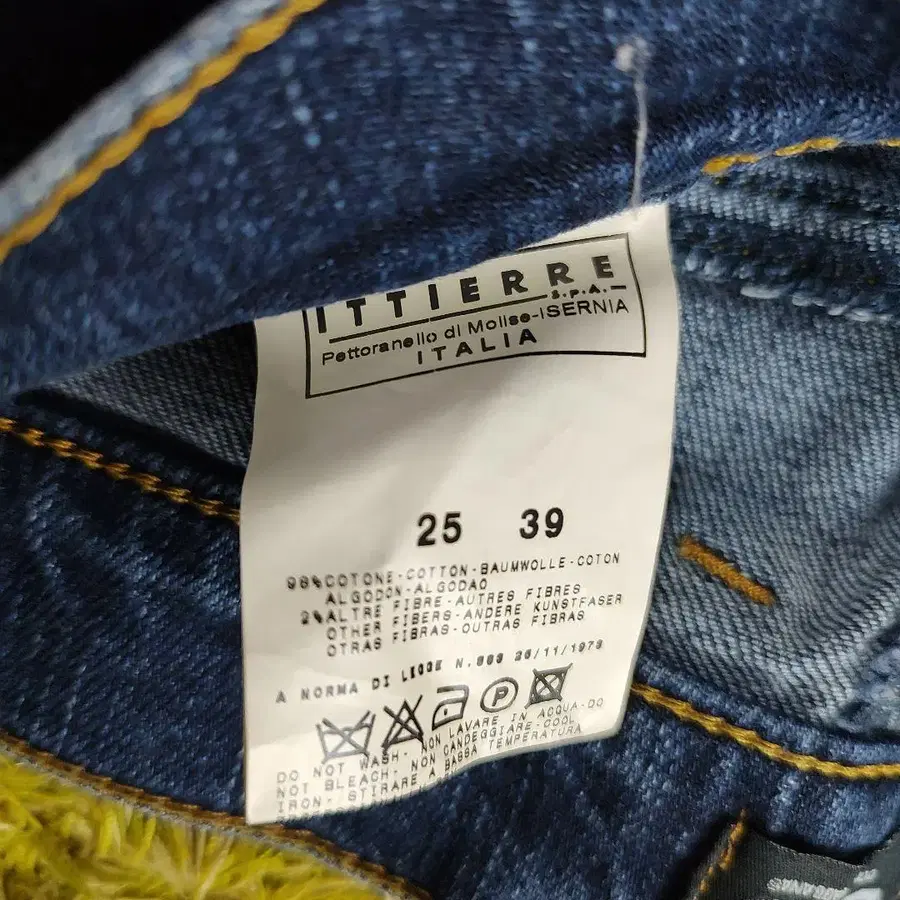 ITTIERRE
S.p.A.
Pettoranello di Molise-ISERNIA
ITALIA
25 39
98%COTONE-COTTON-BAUMWOLLE-COTON
ALGODON-ALGODAO
2%ALTRE FIBRE-AUTRES FIBRES
OTHER FIBERS-ANDERE KUNSTFASER
OTRAS FIBRAS-OUTRAS FIBRAS
A NORMA DI LEGGE N.883 26/11/1973
P
DO NOT WASH- NON LAVARE IN ACQUA-DO
NOT BLEACH- NON CANDEGGIARE-COOL
IRON- STIRARE A BASSA TEMPERATURA